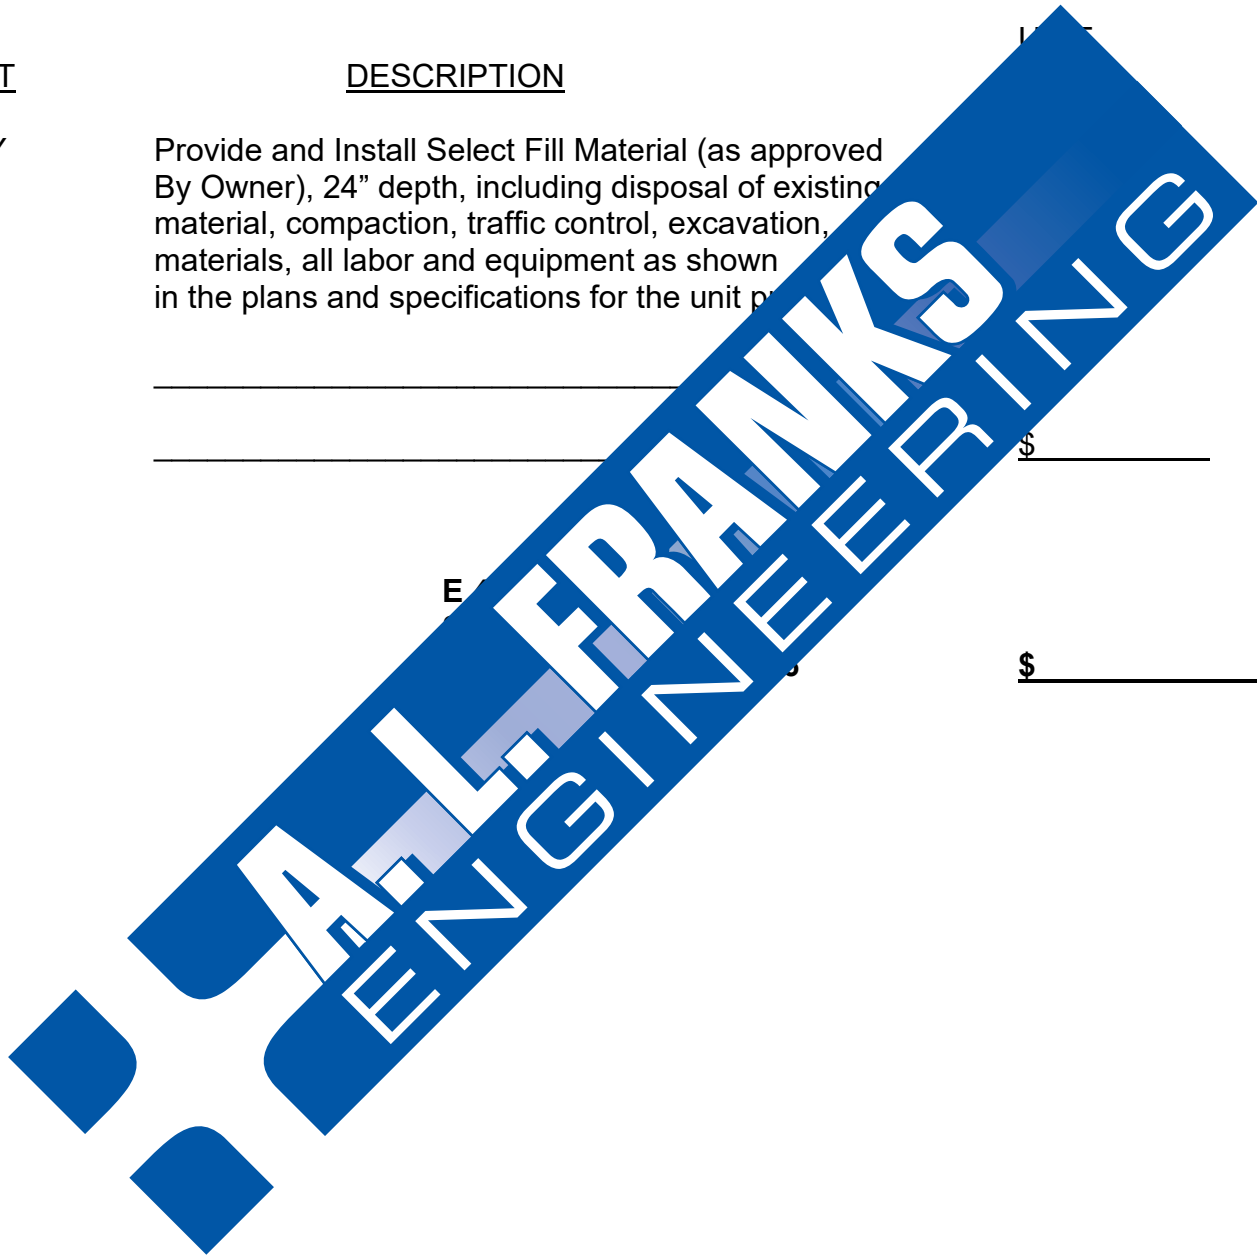 DESCRIPTION
Provide and Install Select Fill Material (as approved
By Owner), 24” depth, including disposal of existing
material, compaction, traffic control, excavation,
materials, all labor and equipment as shown
in the plans and specifications for the unit
$
$
A.L. FRANKS
ENGINEERING